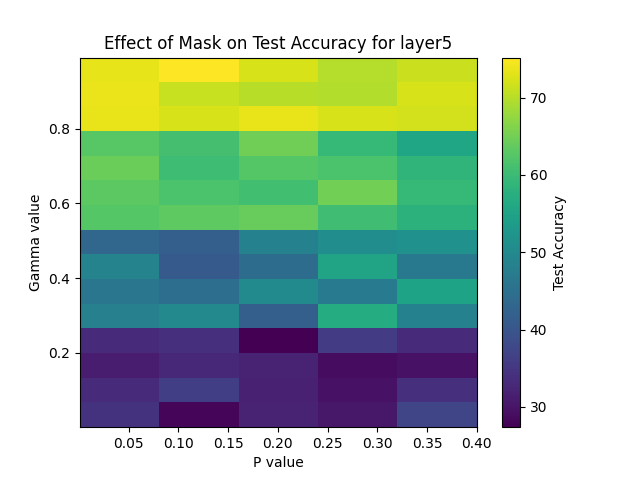 Effect of Mask on Test Accuracy for layer5
Gamma value
0.8
0.6
0.4
0.2
0.05 0.10 0.15 0.20 0.25 0.30 0.35 0.40
P value
70
60
50
40
30
Test Accuracy